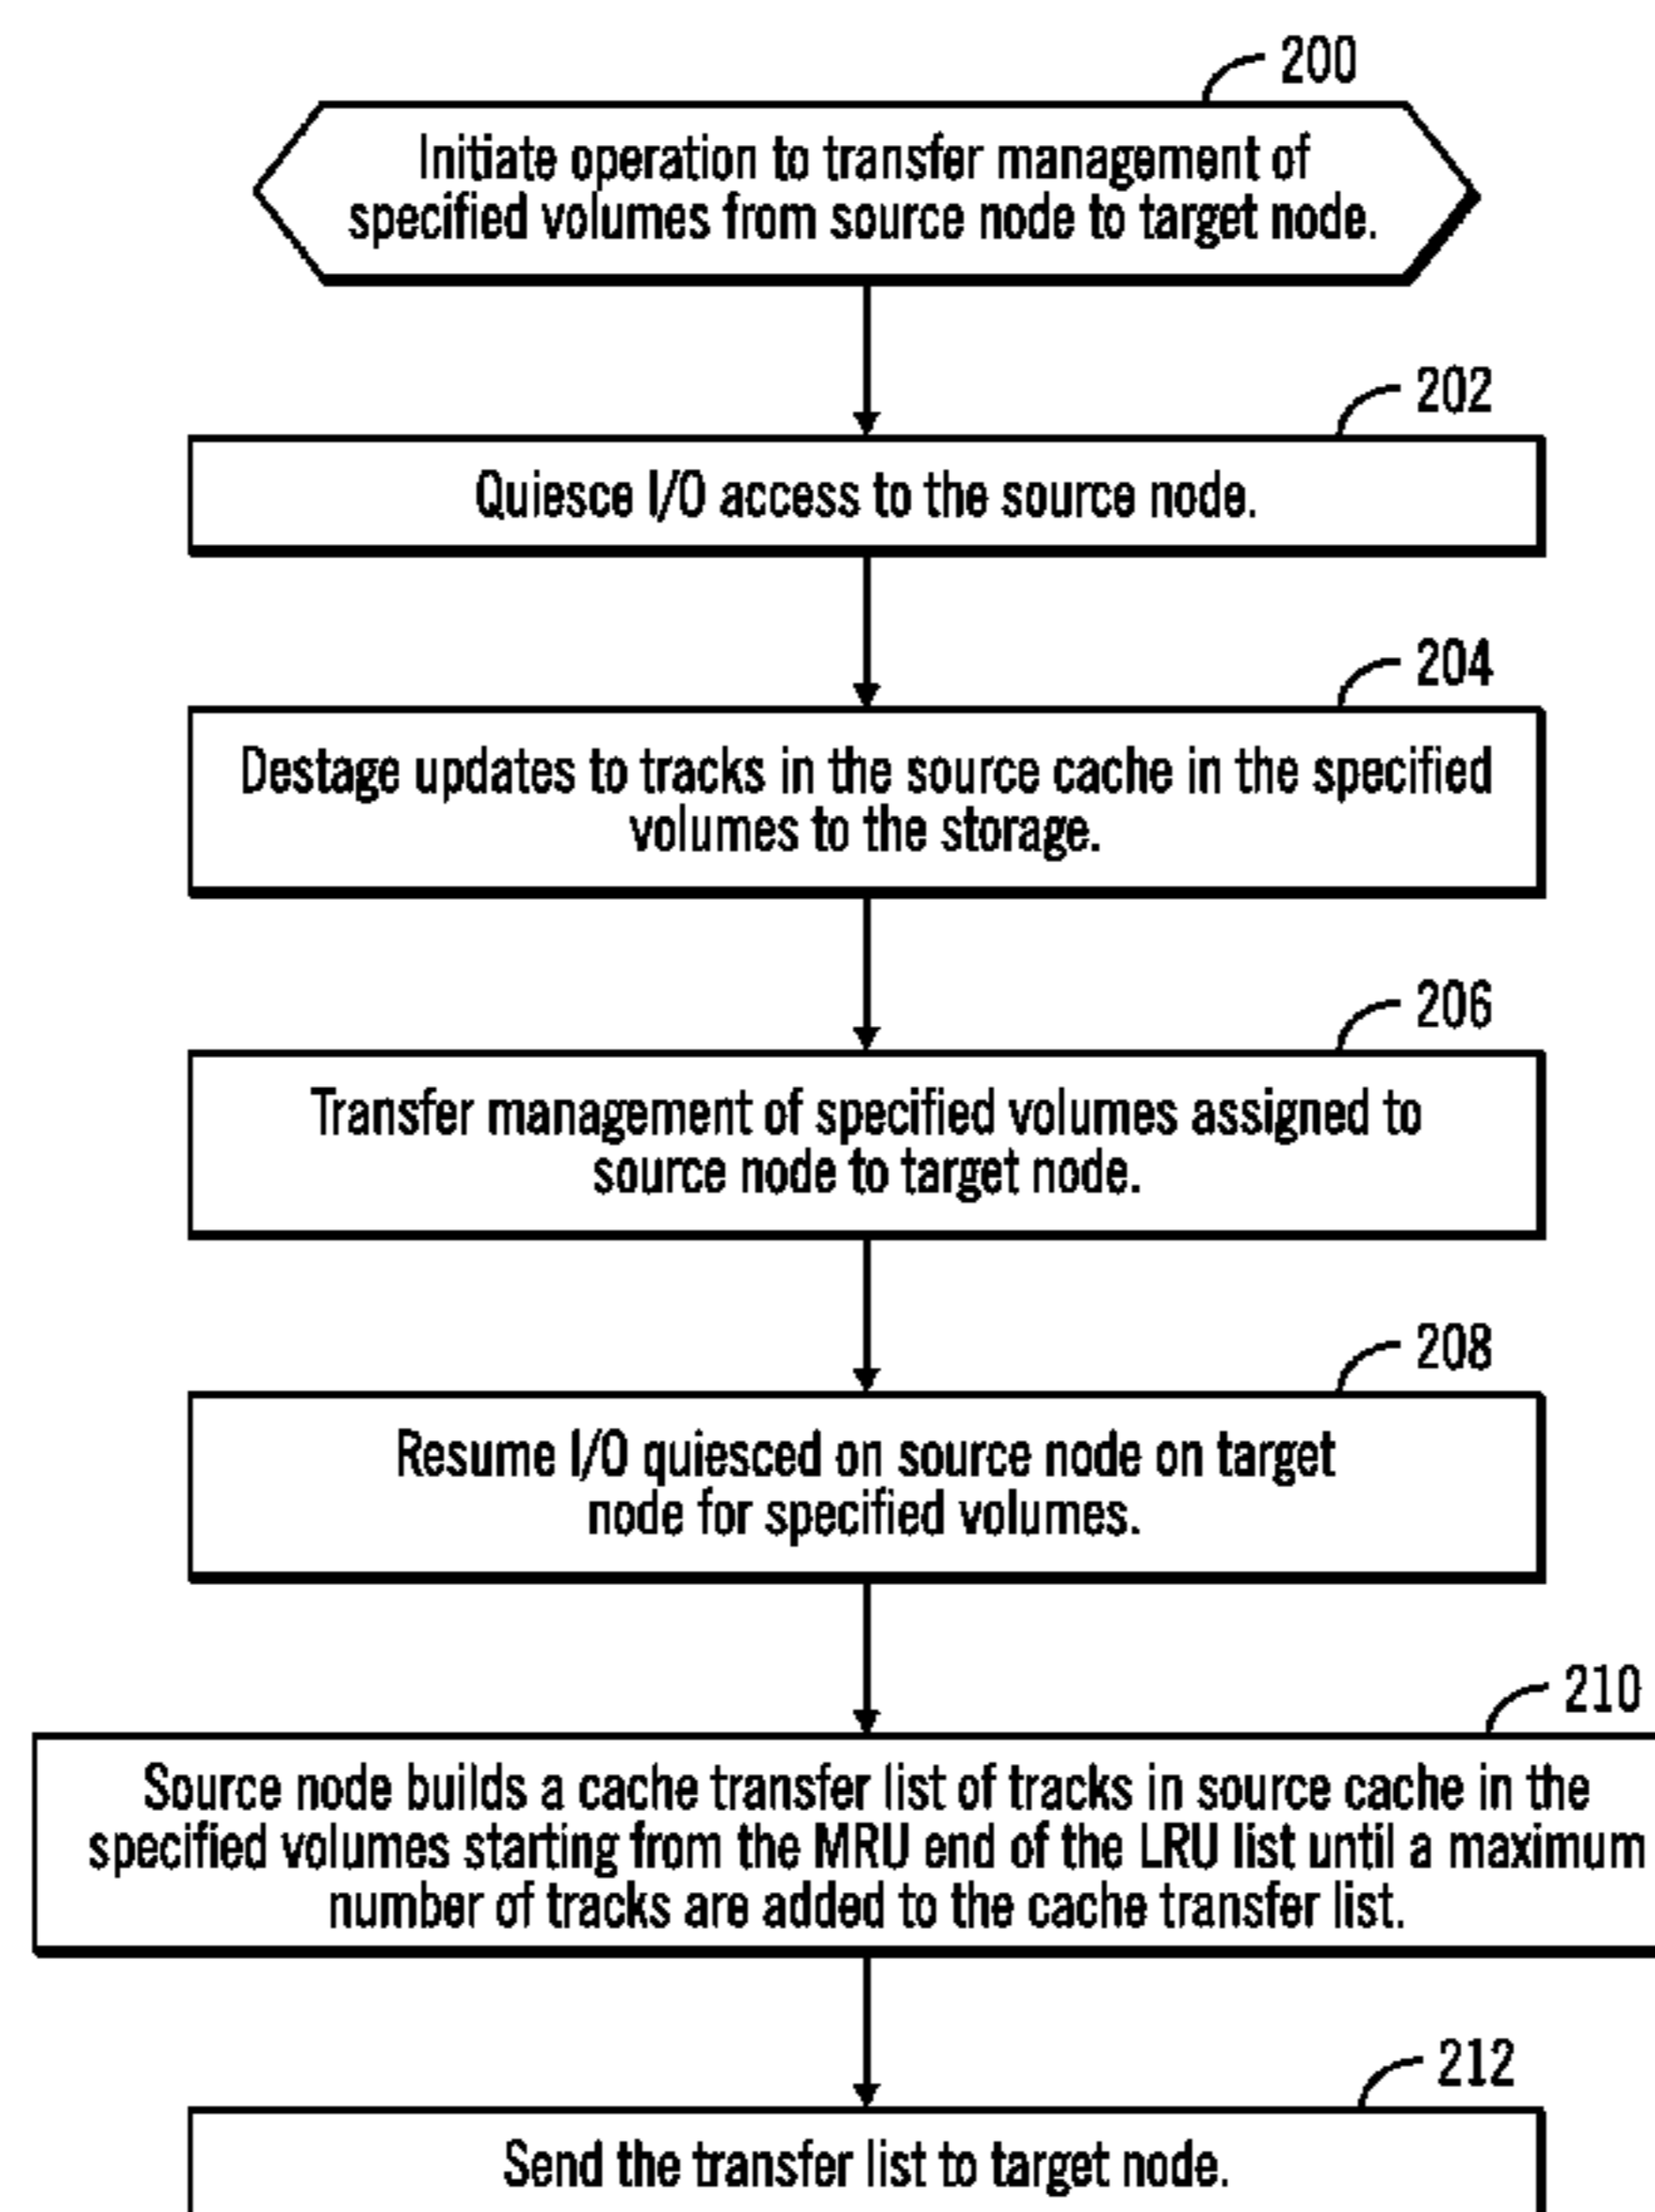 200
Initiate operation to transfer management of
specified volumes from source node to target node.
202
Quiesce I/O access to the source node.
204
Destage updates to tracks in the source cache in the specified
volumes to the storage.
206
Transfer management of specified volumes assigned to
source node to target node.
208
Resume I/O quiesced on source node on target
node for specified volumes.
210
Source node builds a cache transfer list of tracks in source cache in the
specified volumes starting from the MRU end of the LRU list until a maximum
number of tracks are added to the cache transfer list.
212
Send the transfer list to target node.